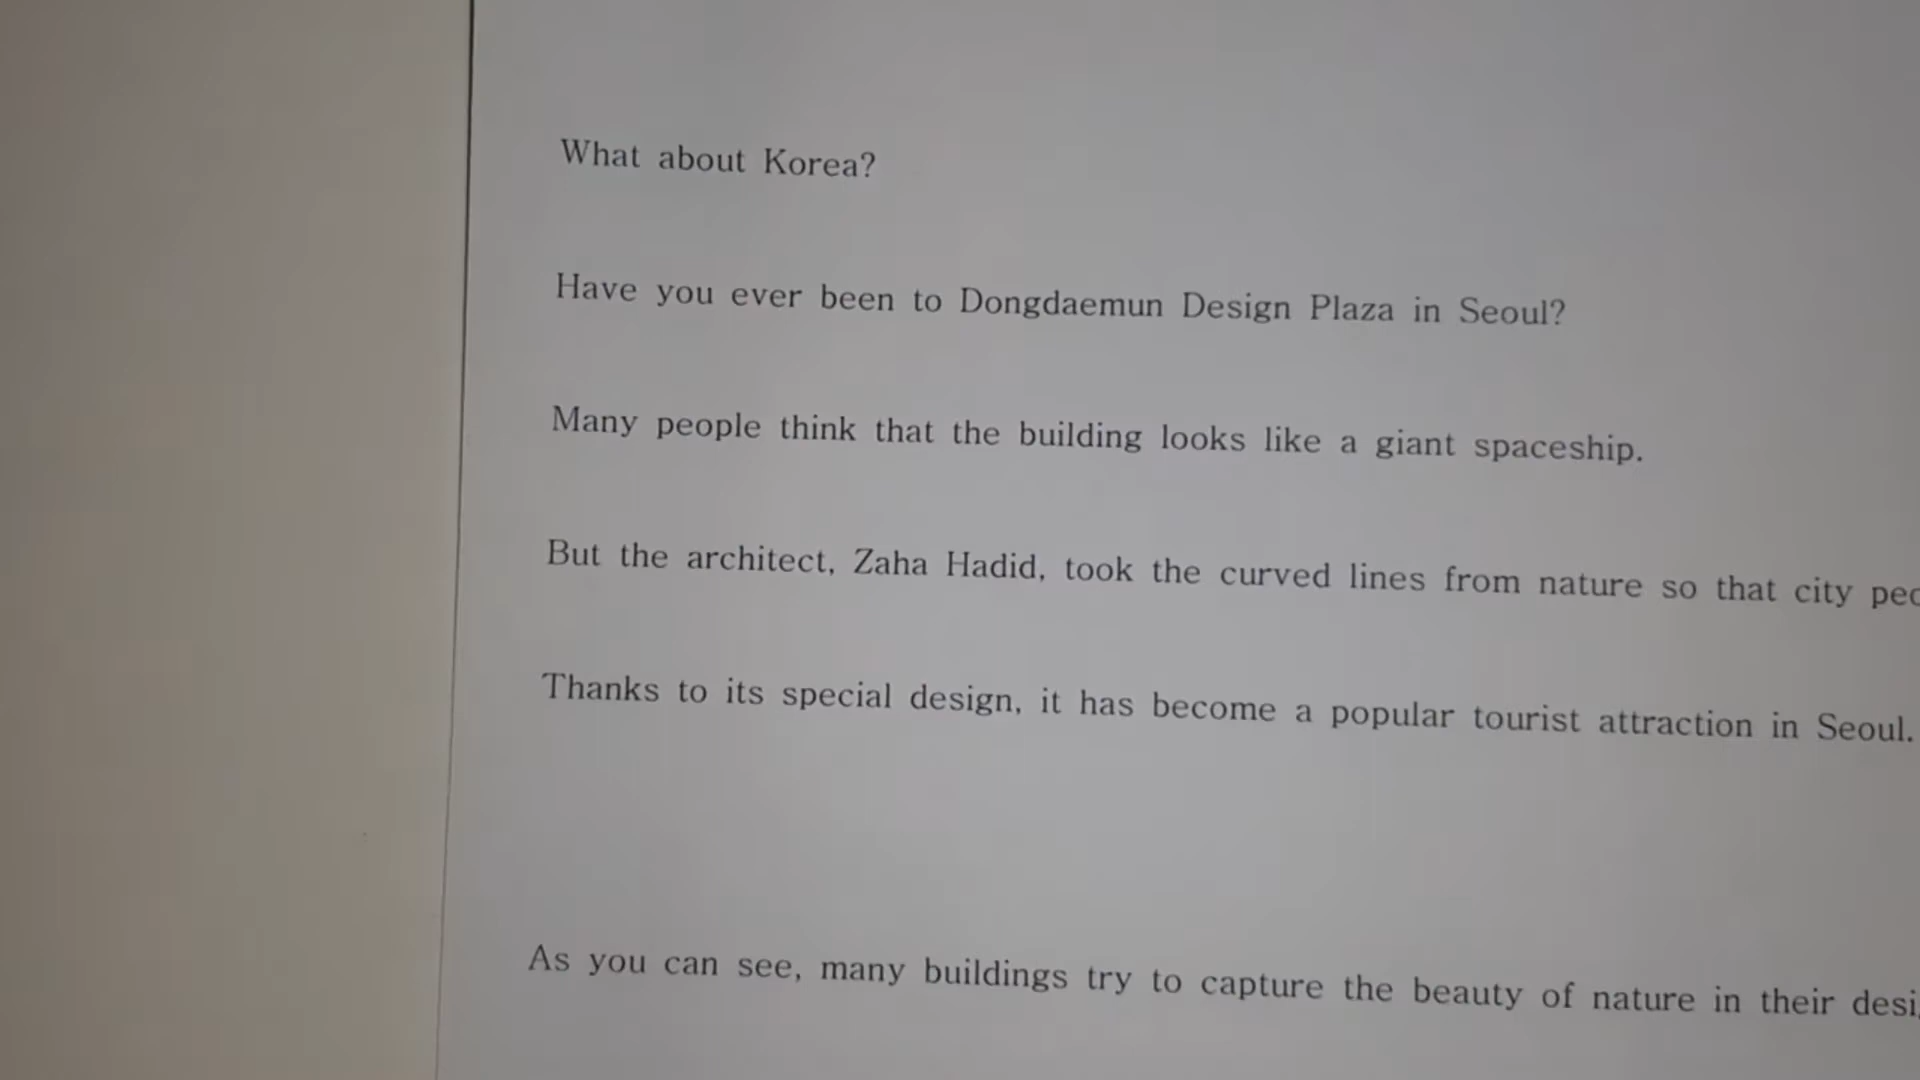 What about Korea?
Have you ever been to Dongdaemun Design Plaza in Seoul?
Many people think that the building looks like a giant spaceship.
But the architect, Zaha Hadid, took the curved lines from nature so that city
Thanks to its special design, it has become a popular tourist attraction in Seoul.
As you can see, many buildings try to capture the beauty of nature in their